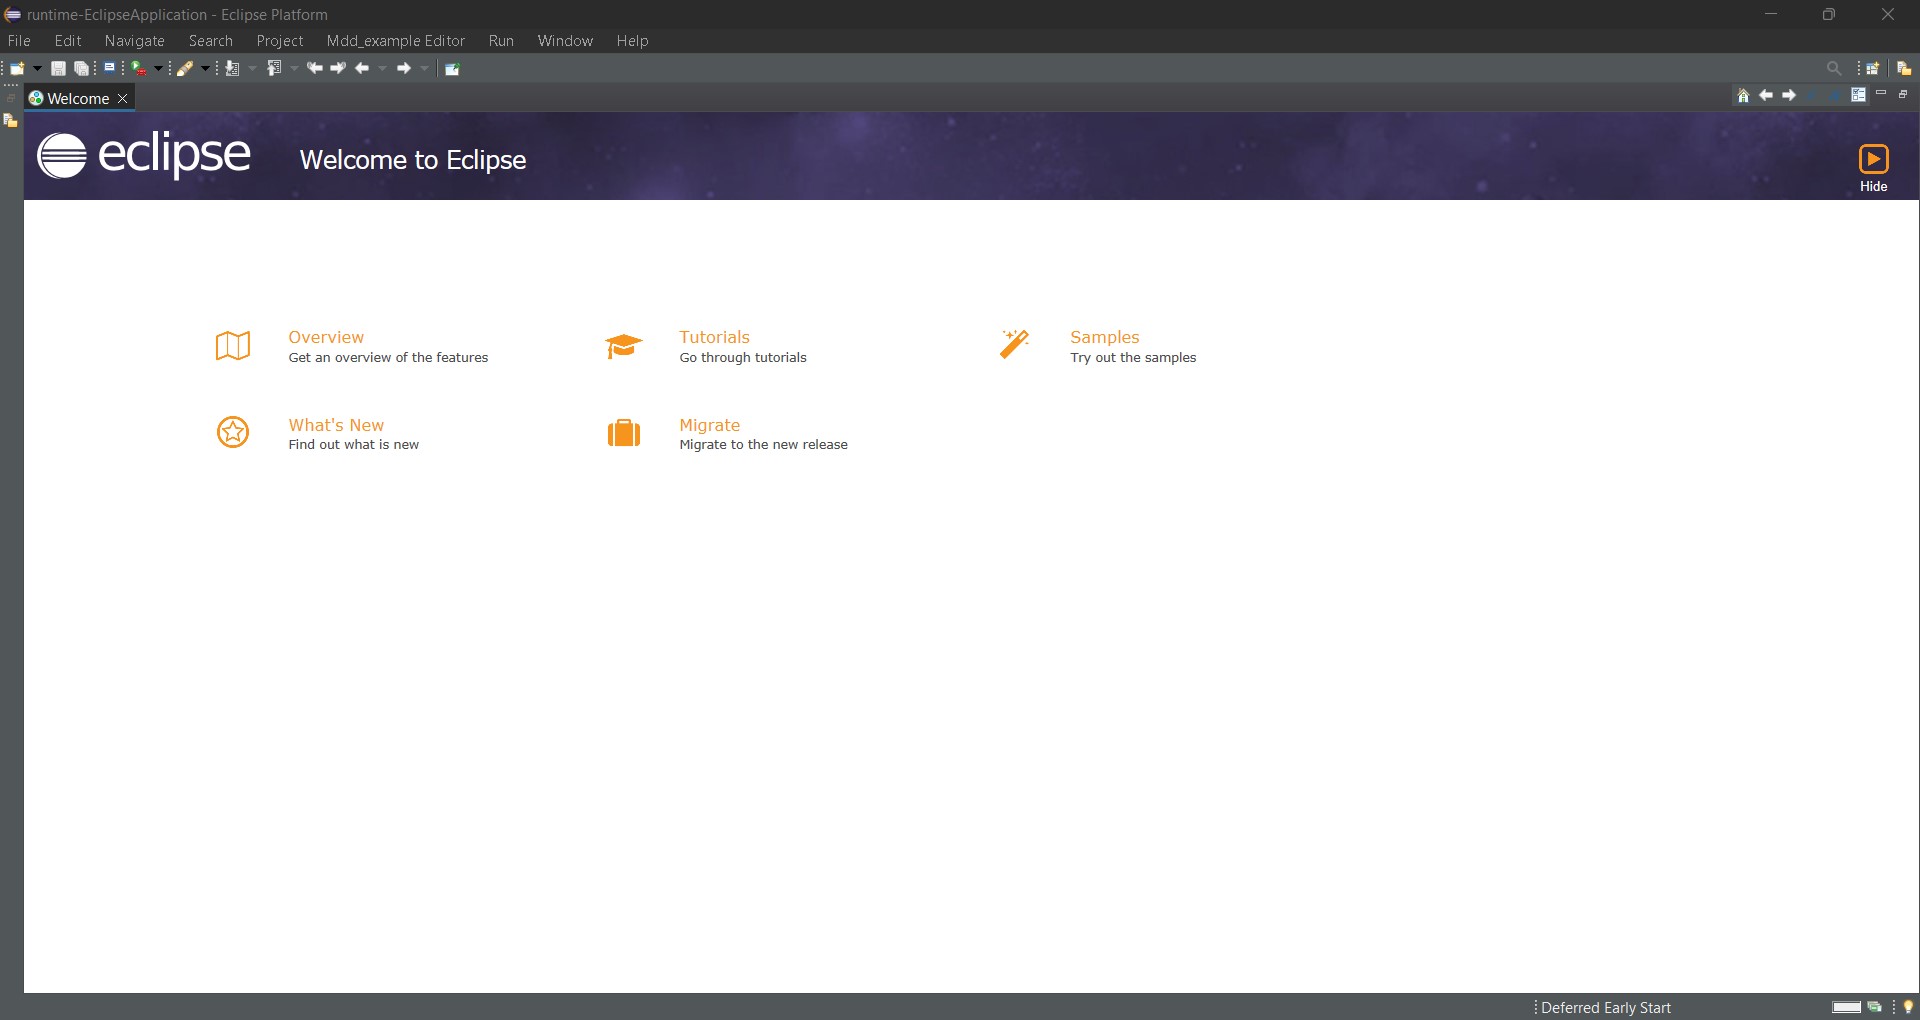 runtime-EclipseApplication - Eclipse Platform
File Edit Navigate Search Project Mdd_example Editor Run Window Help
Welcome
eclipse Welcome to Eclipse
Hide
Overview
Get an overview of the features
Tutorials
Go through tutorials
Samples
Try out the samples
What's New
Find out what is new
Migrate
Migrate to the new release
Deferred Early Start